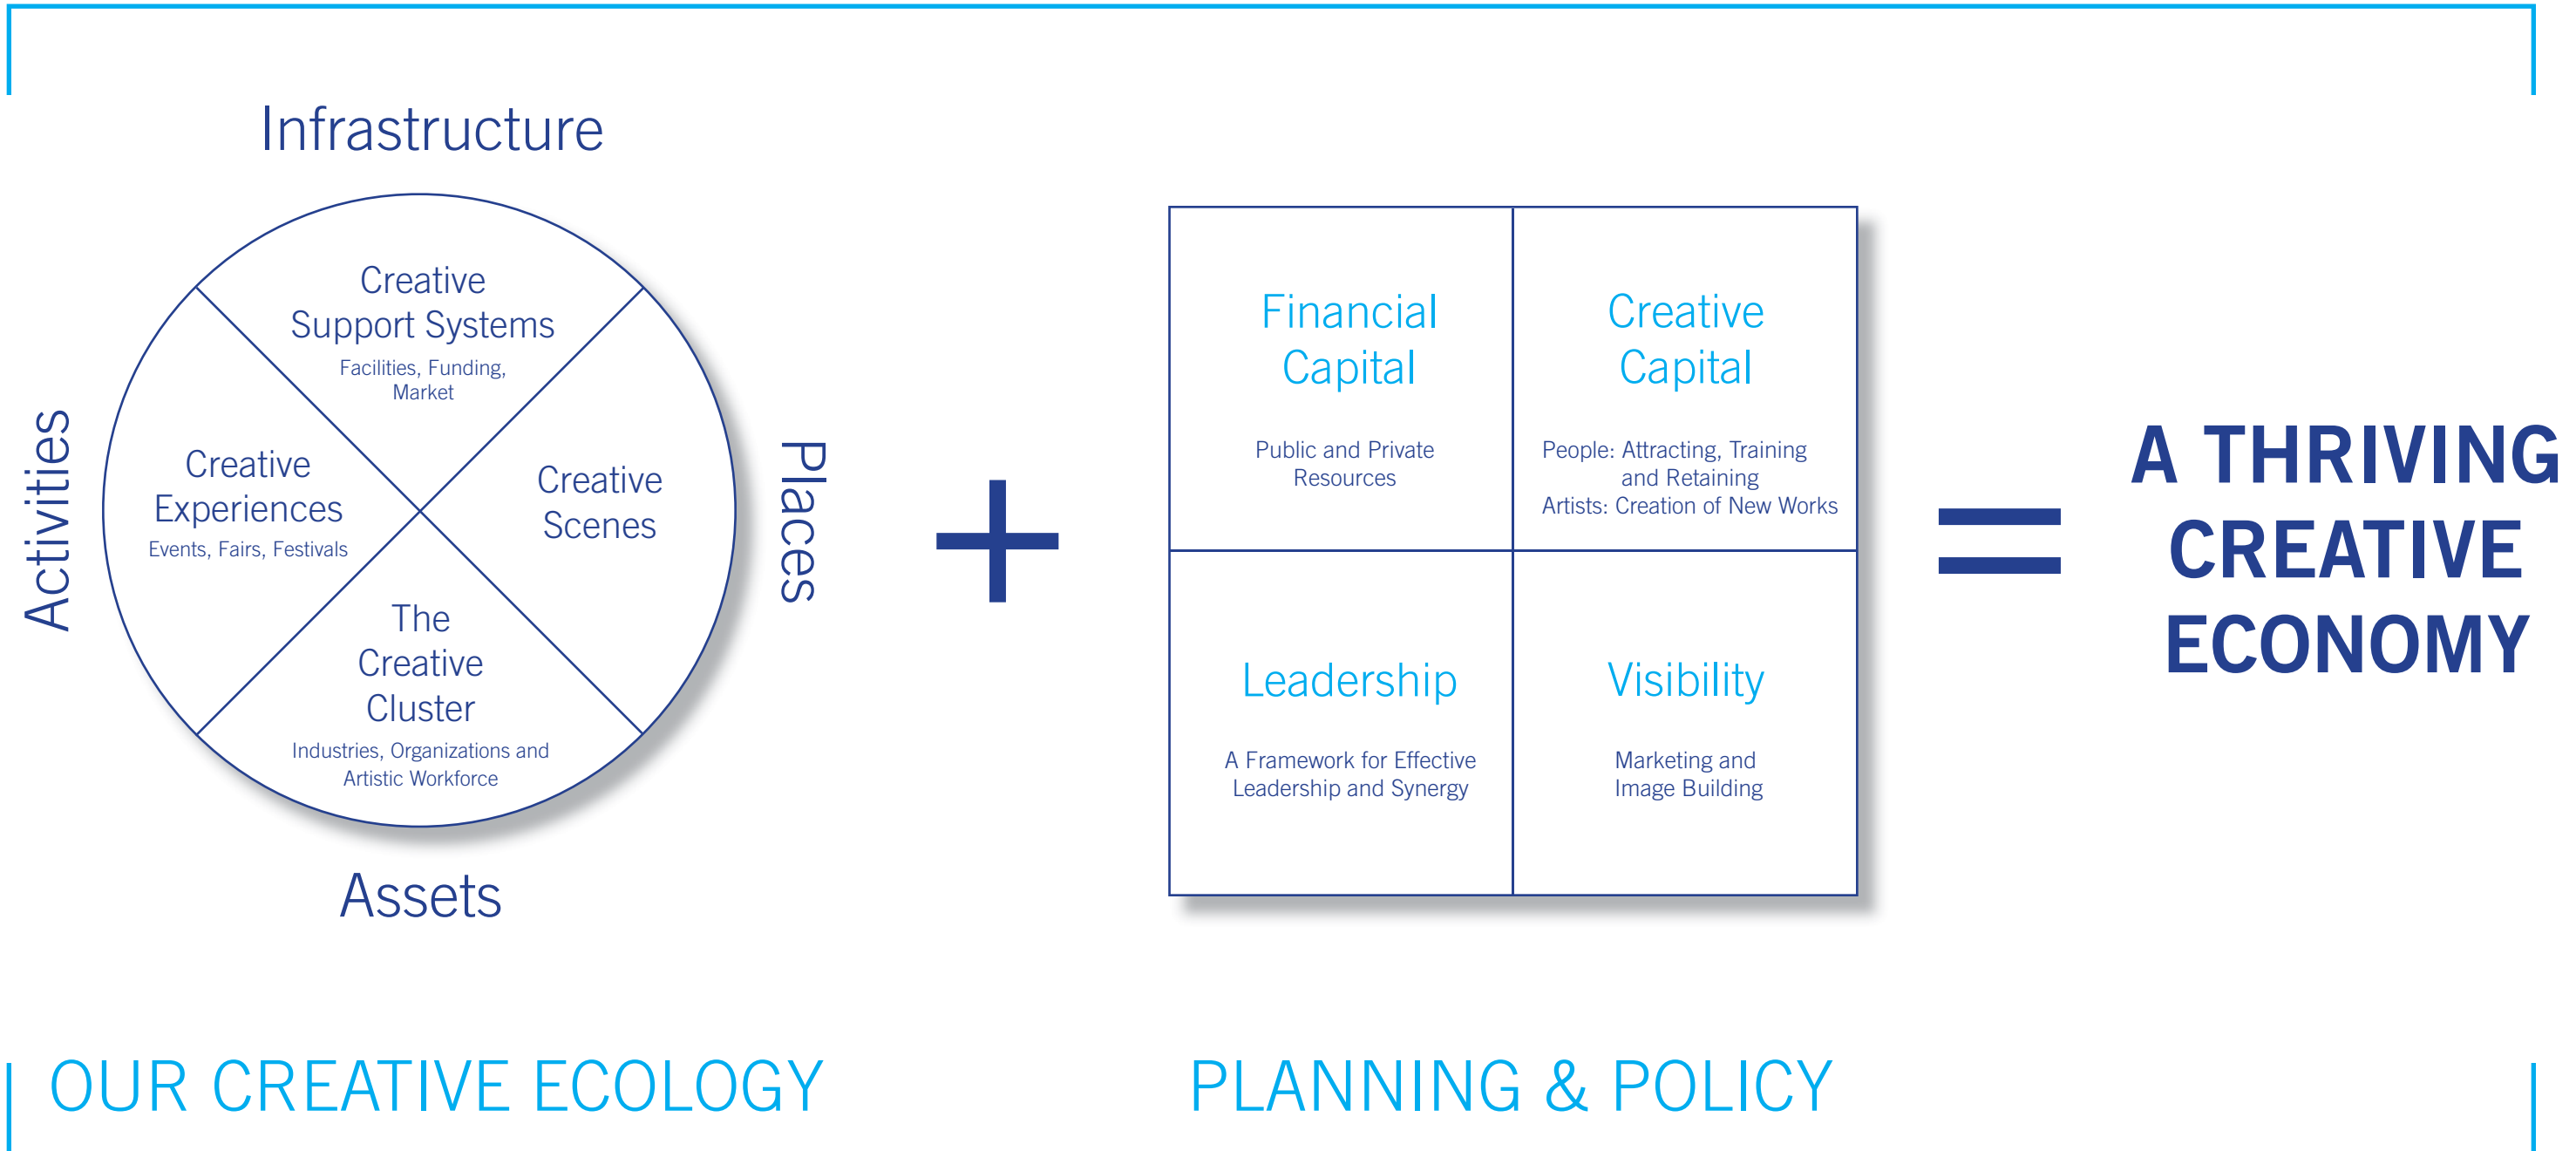 Infrastructure
Creative
Support Systems
Facilities, Funding,
Market
Activities
Creative
Experiences
Events, Fairs, Festivals
Creative
Scenes
Places
The
Creative
Cluster
Industries, Organizations and
Artistic Workforce
Assets
OUR CREATIVE ECOLOGY
+
Financial
Capital
Public and Private
Resources
Creative
Capital
People: Attracting, Training
and Retaining
Artists: Creation of New Works
Leadership
A Framework for Effective
Leadership and Synergy
Visibility
Marketing and
Image Building
PLANNING & POLICY
=
A THRIVING
CREATIVE
ECONOMY